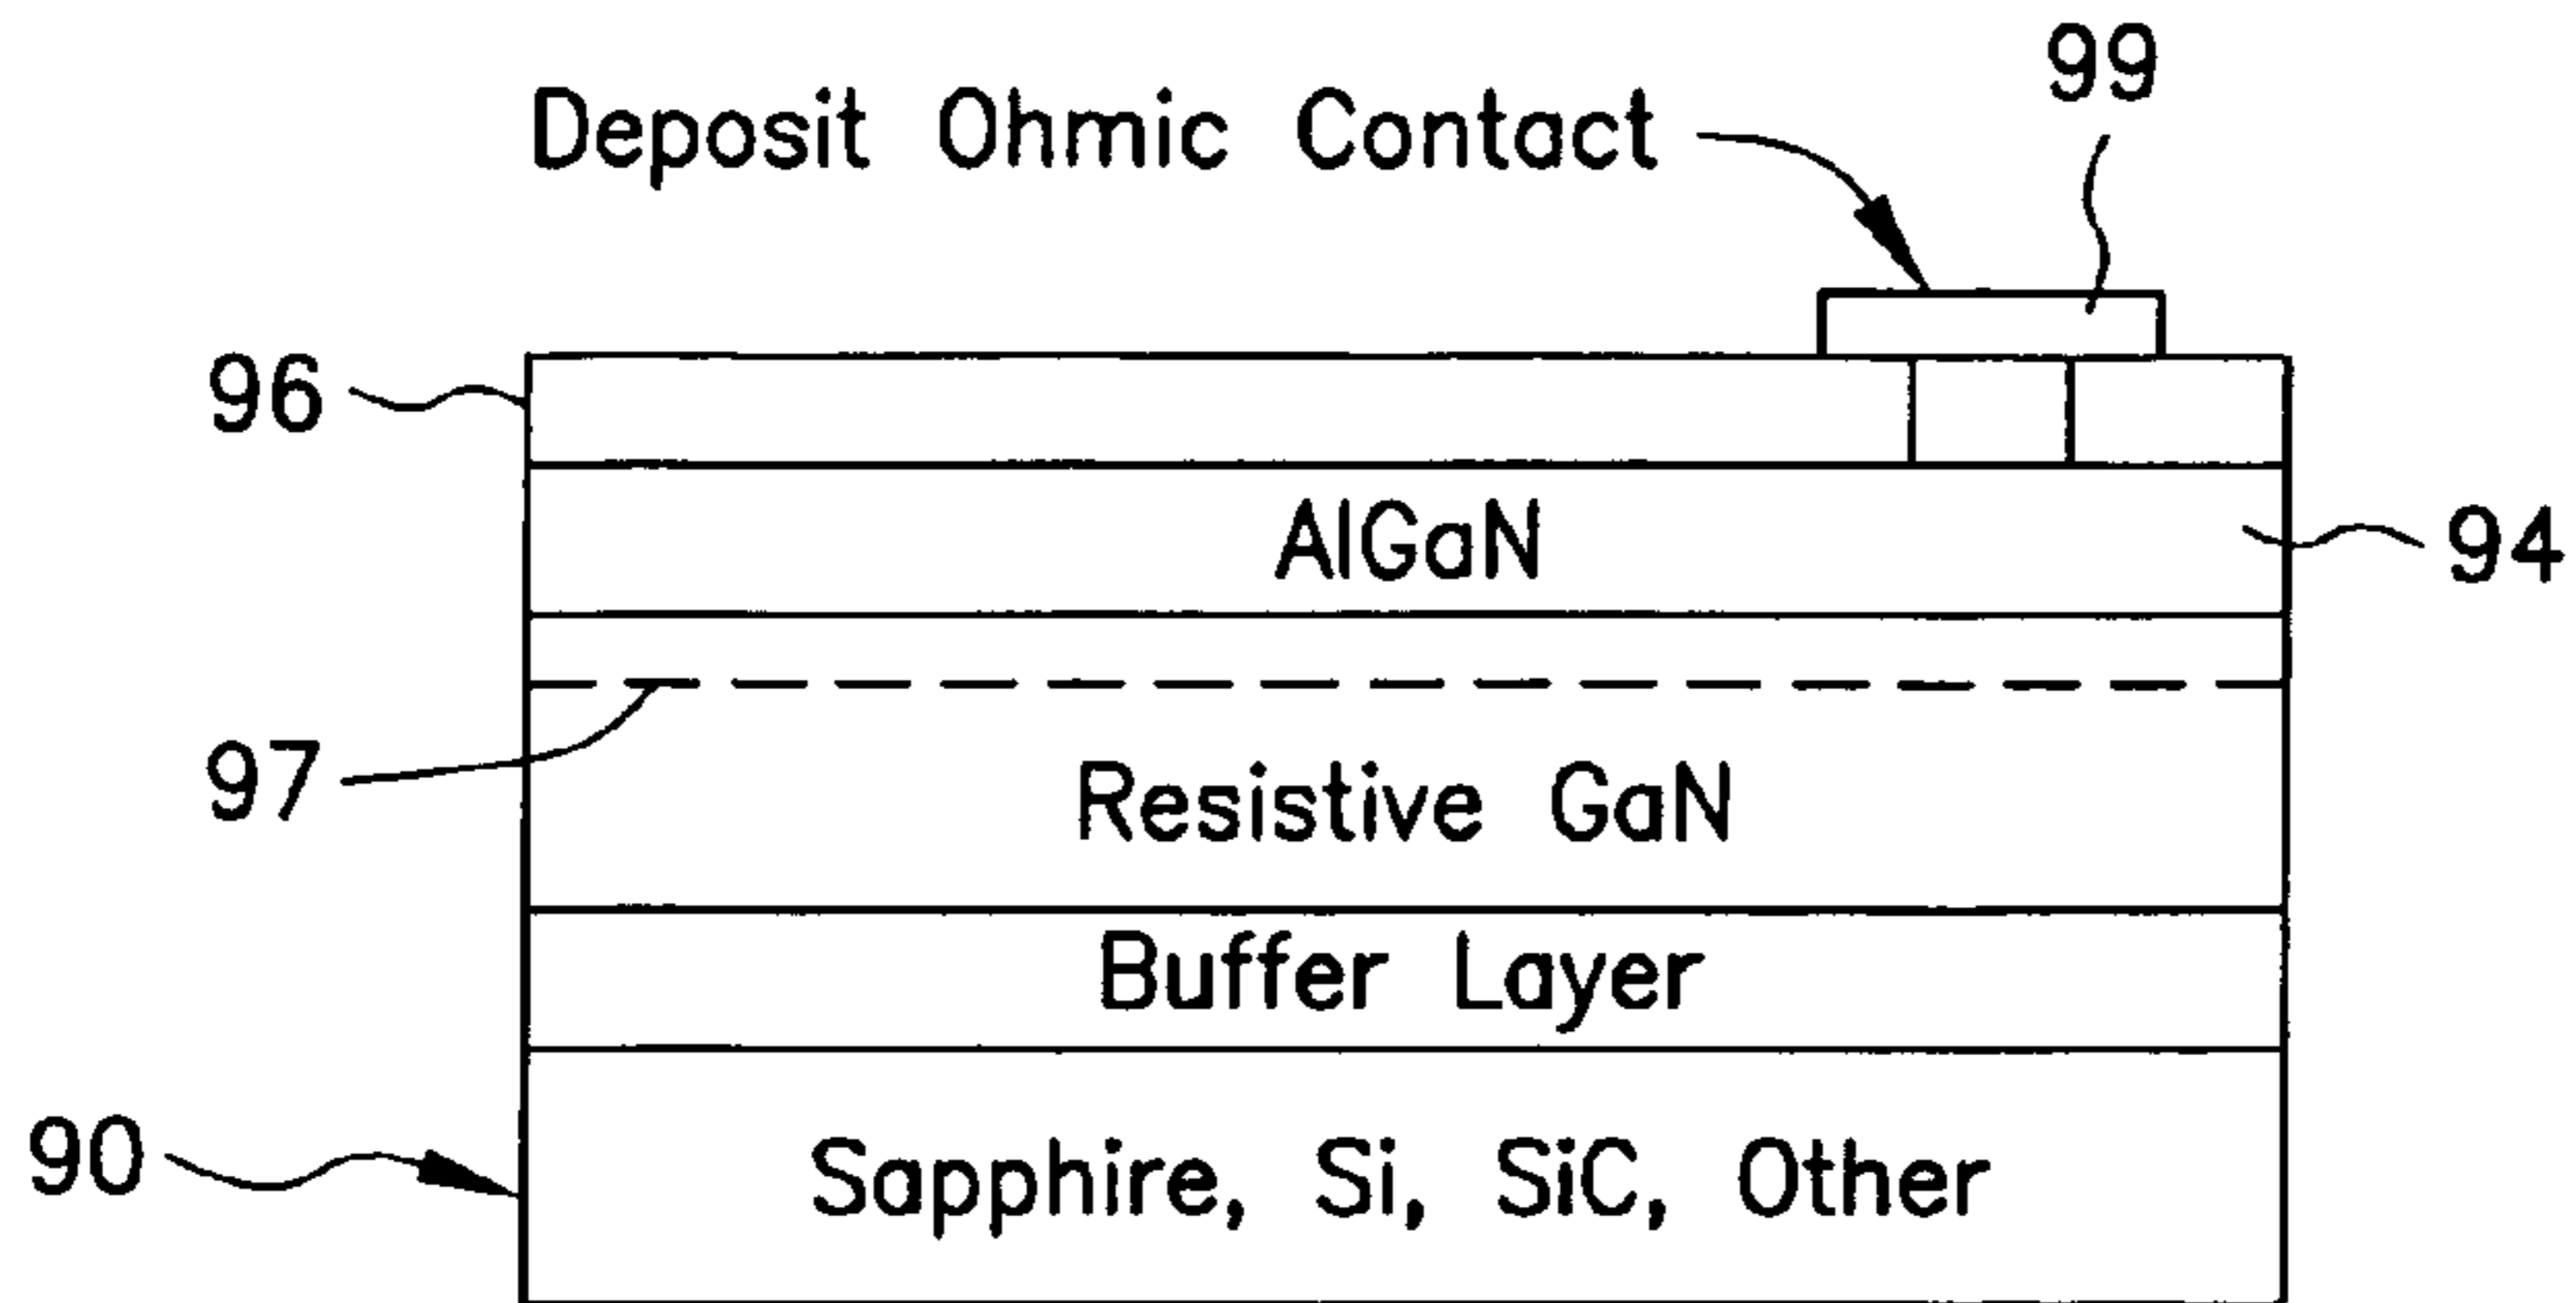 99
Deposit Ohmic Contact
96
AlGaN
94
97
Resistive GaN
Buffer Layer
90
Sapphire, Si, SiC, Other